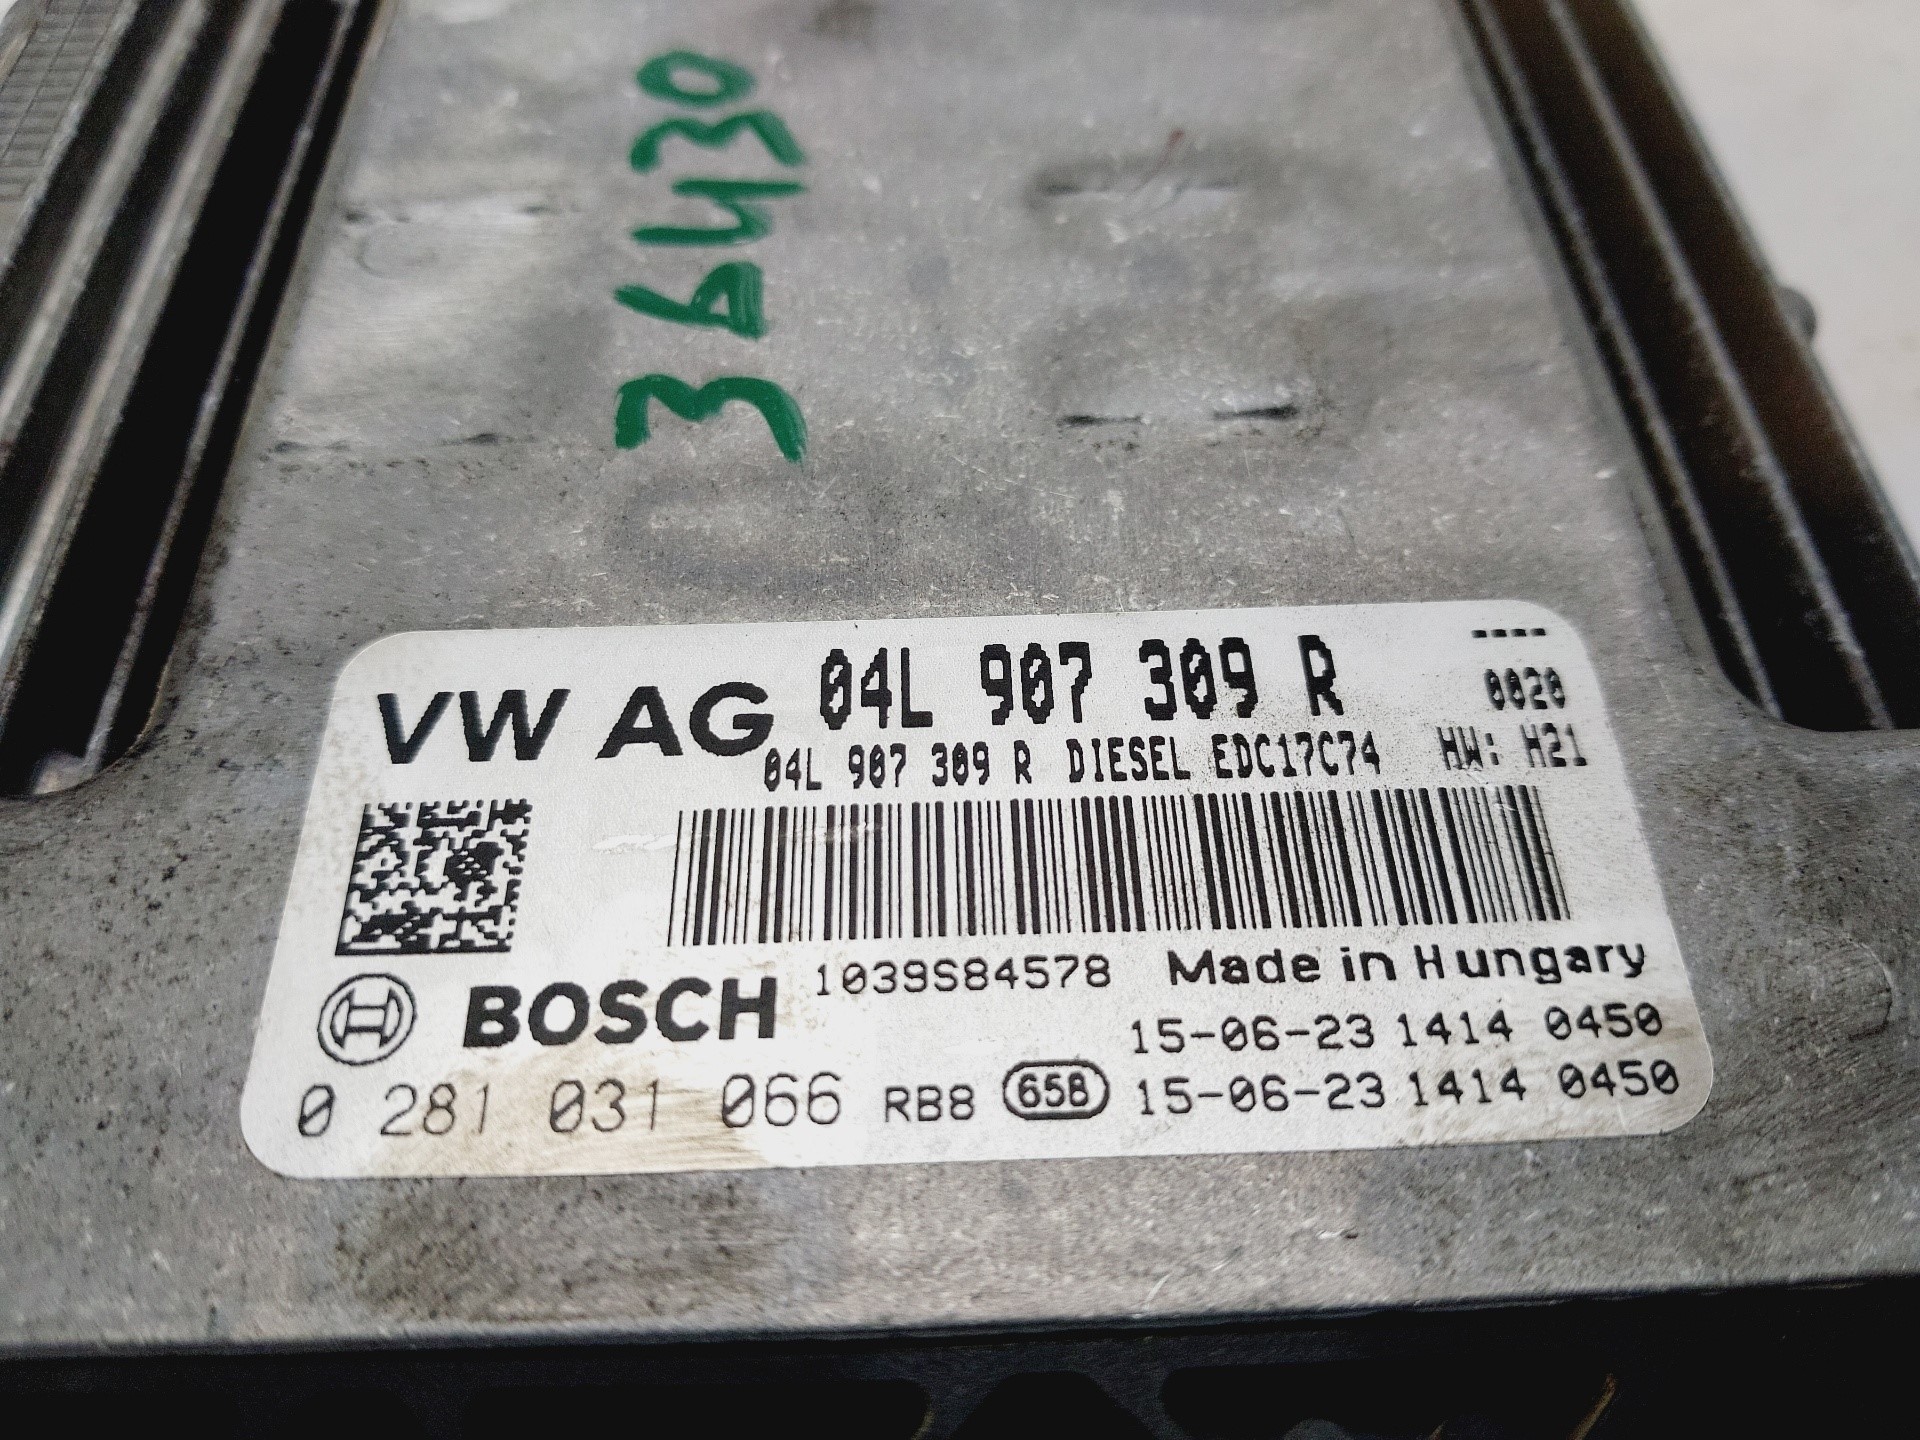 36430
----
VW AG 04L 907 309 R 0020
04L 907 309 R DIESEL EDC17C74 HW: H21
BOSCH 1039S84578 Made in Hungary
15-06-23 1414 0450
0 281 031 066 RB8 658 15-06-23 1414 0450